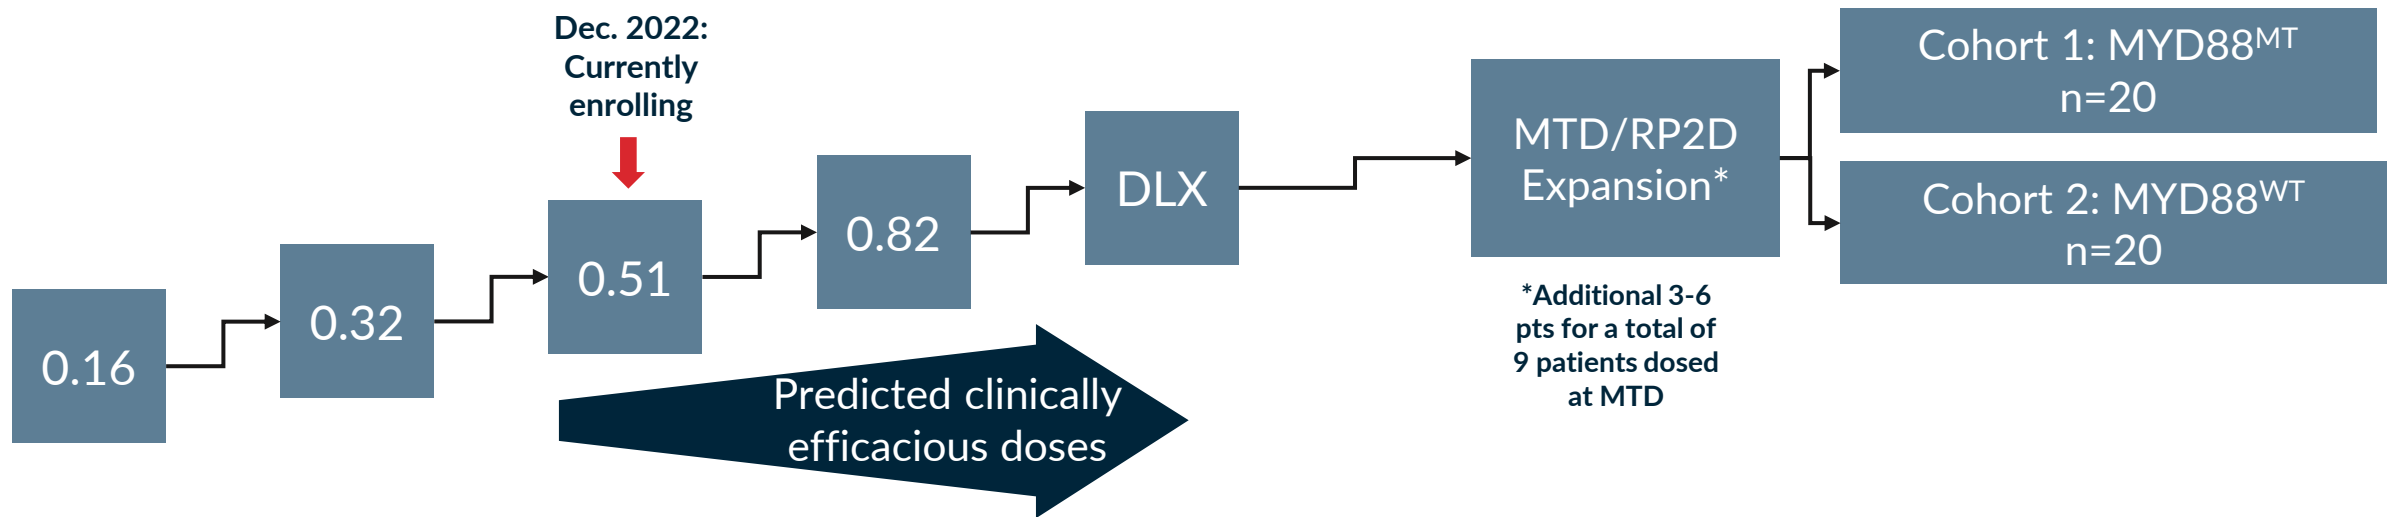 Dec. 2022:
Currently
enrolling
0.16
0.32
0.51
0.82
DLX
Predicted clinically
efficacious doses
MTD/RP2D
Expansion*
*Additional 3-6
pts for a total of
9 patients dosed
at MTD
Cohort 1: MYD88ᴹᵀ
n=20
Cohort 2: MYD88ᵂᵀ
n=20